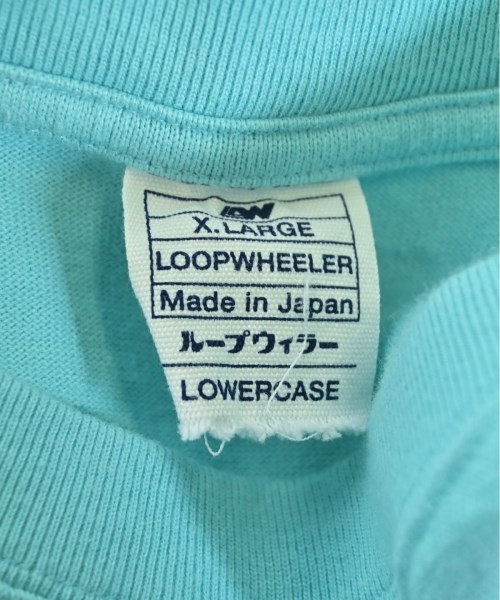 X.LARGE
LOOPWHEELER
Made in Japan
ループウィラー
LOWERCASE